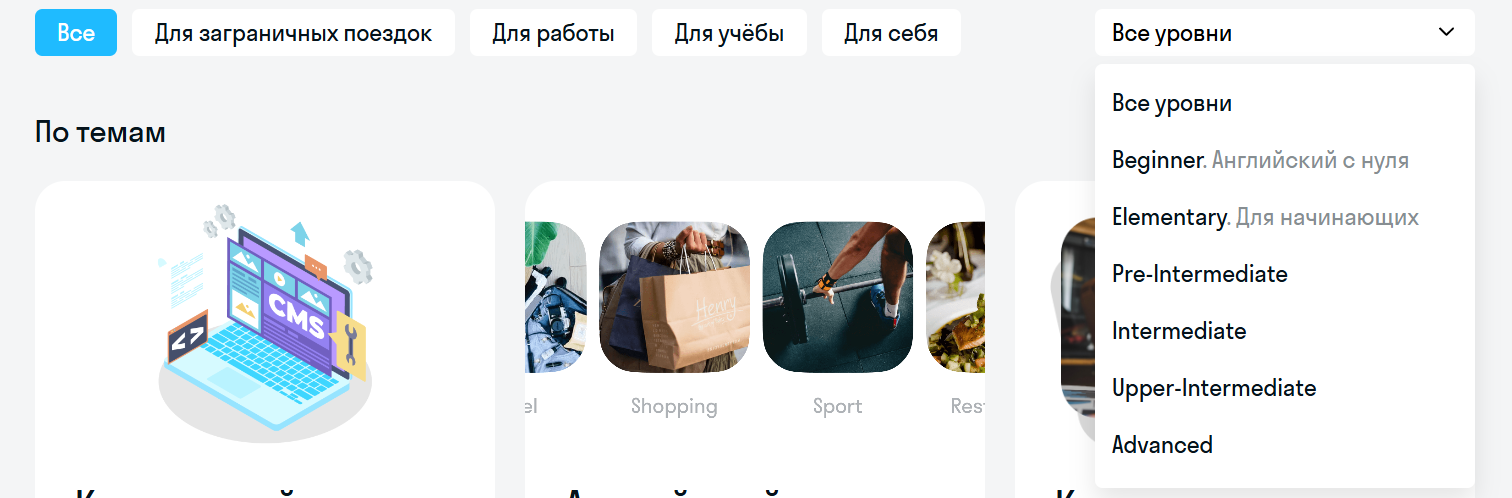 Все
Для заграничных поездок
Для работы
Для учёбы
Для себя
Все уровни
Все уровни
Beginner. Английский с нуля
Elementary. Для начинающих
Pre-Intermediate
Intermediate
Upper-Intermediate
Advanced
По темам
CMS
< >
Henry
Shopping
Sport